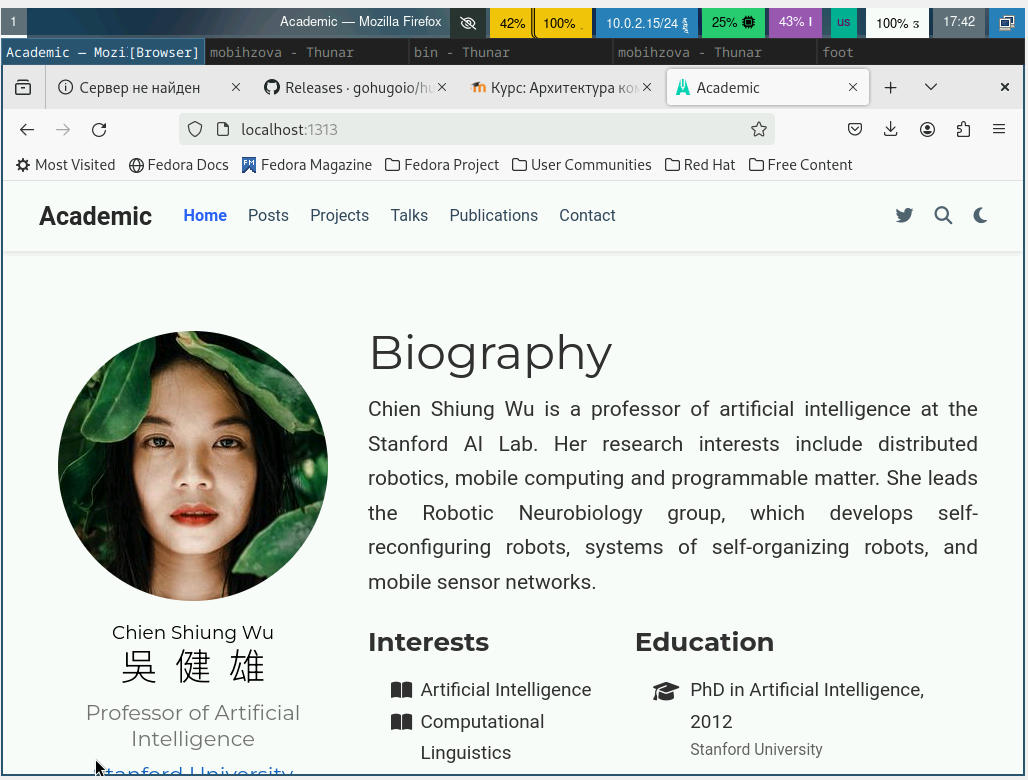 1 Academic — Mozilla Firefox 42% 100% 10.0.2.15/24 25% 43% us 100% 17:42
Academic — Mozi [Browser] mobihzova - Thunar bin - Thunar mobihzova - Thunar foot
Сервер не найден Releases · gohugoio/hu Курс: Архитектура ко Academic
localhost:1313
Most Visited Fedora Docs Fedora Magazine Fedora Project User Communities Red Hat Free Content
Academic Home Posts Projects Talks Publications Contact
Biography
Chien Shiung Wu is a professor of artificial intelligence at the
Stanford AI Lab. Her research interests include distributed
robotics, mobile computing and programmable matter. She leads
the Robotic Neurobiology group, which develops self-
reconfiguring robots, systems of self-organizing robots, and
mobile sensor networks.
Chien Shiung Wu
吳健雄
Professor of Artificial
Intelligence
Stanford University
Interests
Artificial Intelligence
Computational
Linguistics
Education
PhD in Artificial Intelligence,
2012
Stanford University